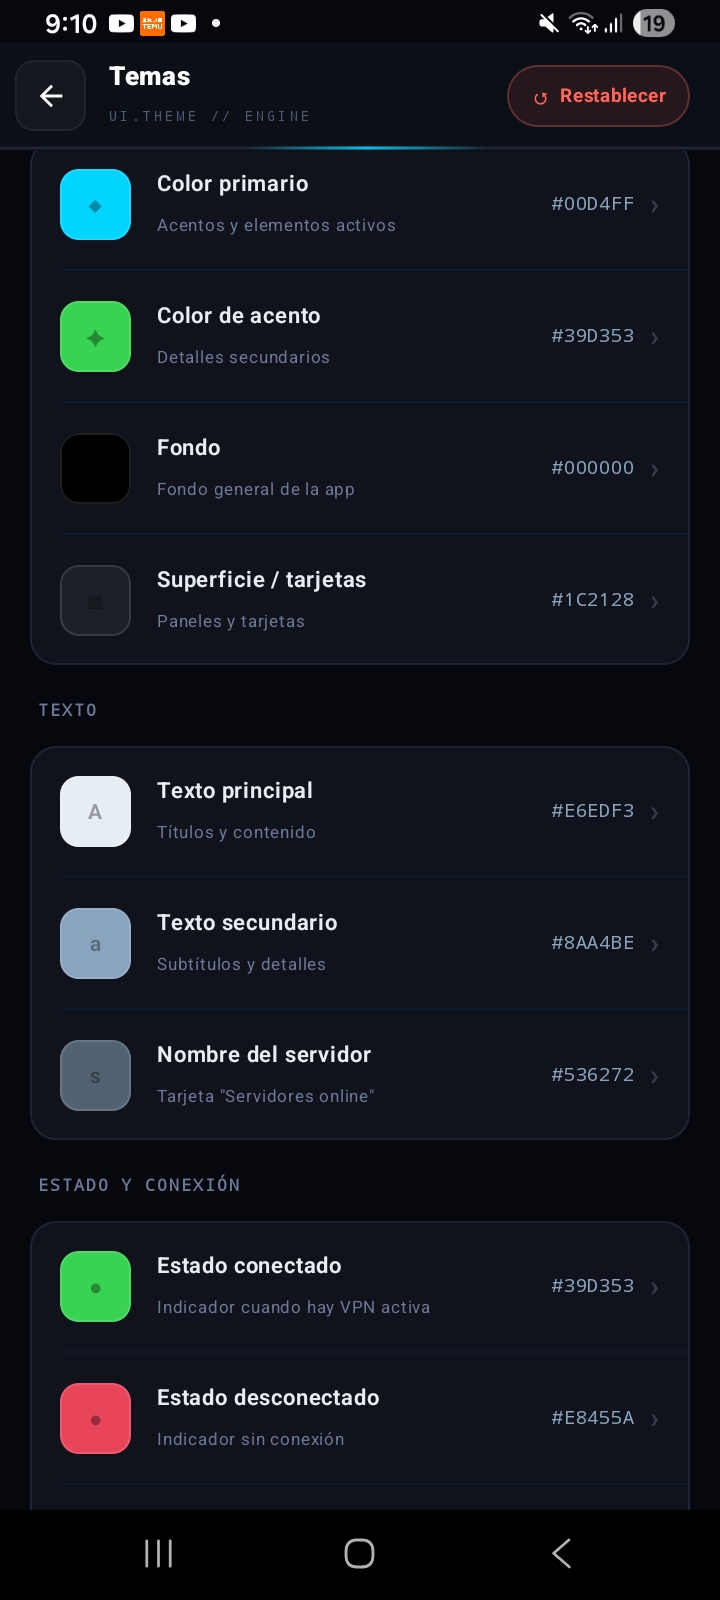 9:10
TEMU
19
Temas
UI.THEME // ENGINE
↺ Restablecer
Color primario
Acentos y elementos activos
#00D4FF
Color de acento
Detalles secundarios
#39D353
Fondo
Fondo general de la app
#000000
Superficie / tarjetas
Paneles y tarjetas
#1C2128
TEXTO
A
Texto principal
Títulos y contenido
#E6EDF3
a
Texto secundario
Subtítulos y detalles
#8AA4BE
s
Nombre del servidor
Tarjeta "Servidores online"
#536272
ESTADO Y CONEXIÓN
Estado conectado
Indicador cuando hay VPN activa
#39D353
Estado desconectado
Indicador sin conexión
#E8455A